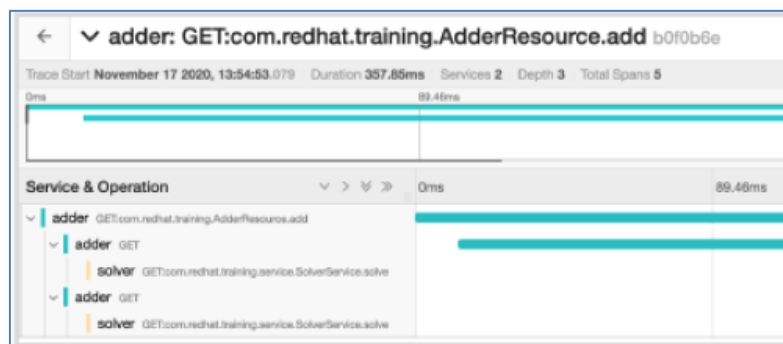 adder: GET:com.redhat.training.AdderResource.add b0f0b6e
Trace Start November 17 2020, 13:54:53.079 Duration 357.85ms Services 2 Depth 3 Total Spans 5
0ms 89.46ms
Service & Operation 0ms 89.46ms
adder GET:com.redhat.training.AdderResource.add
adder GET
solver GET:com.redhat.training.service.SolverService.solve
adder GET
solver GET:com.redhat.training.service.SolverService.solve